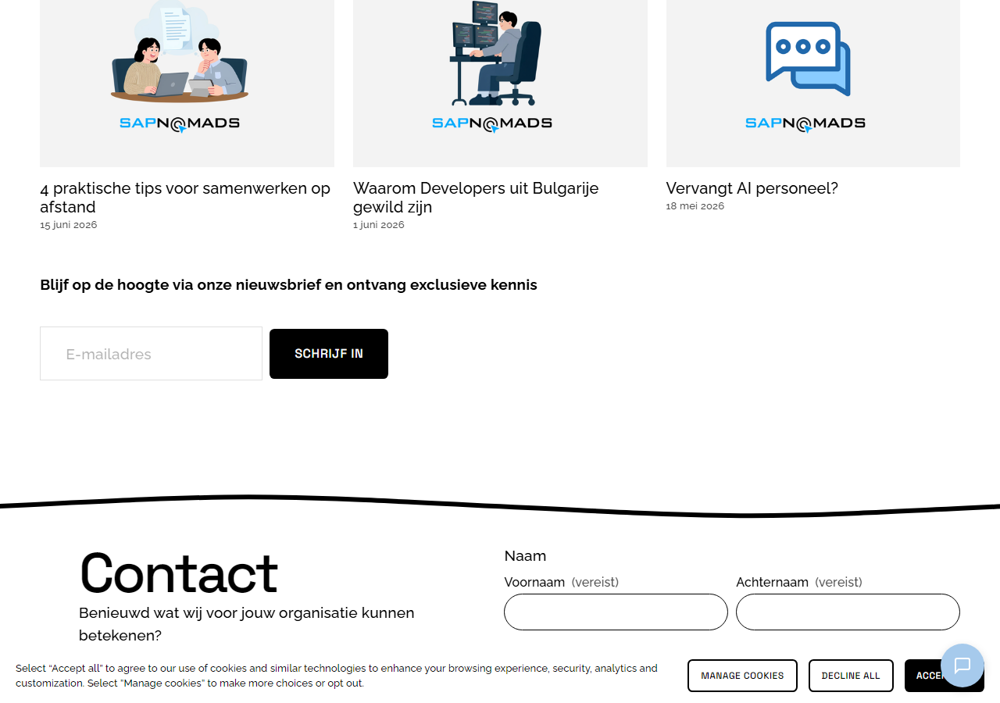 SAPNOMADS
SAPNOMADS
SAPNOMADS
4 praktische tips voor samenwerken op
afstand
15 juni 2026
Waarom Developers uit Bulgarije
gewild zijn
1 juni 2026
Vervangt AI personeel?
18 mei 2026
Blijf op de hoogte via onze nieuwsbrief en ontvang exclusieve kennis
E-mailadres
SCHRIJF IN
Contact
Benieuwd wat wij voor jouw organisatie kunnen
betekenen?
Naam
Voornaam (vereist)
Achternaam (vereist)
Select “Accept all” to agree to our use of cookies and similar technologies to enhance your browsing experience, security, analytics and
customization. Select "Manage cookies" to make more choices or opt out.
MANAGE COOKIES
DECLINE ALL